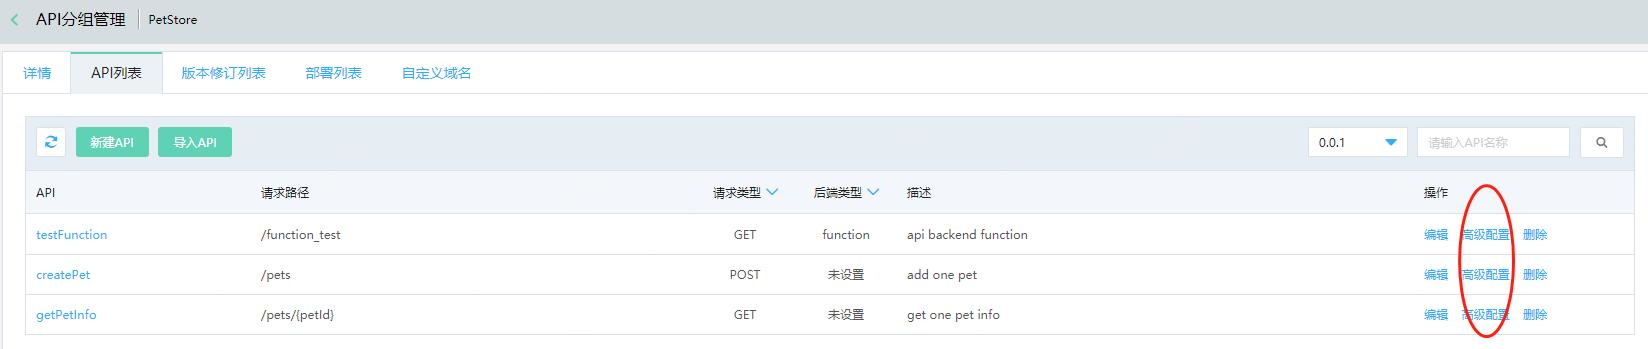 API分组管理 PetStore
详情 API列表 版本修订列表 部署列表 自定义域名
新建API 导入API 0.0.1 请输入API名称
API 请求路径 请求类型 后端类型 描述 操作
testFunction /function_test GET function api backend function 编辑 高级配置 删除
createPet /pets POST 未设置 add one pet 编辑 高级配置 删除
getPetInfo /pets/{petId} GET 未设置 get one pet info 编辑 高级配置 删除